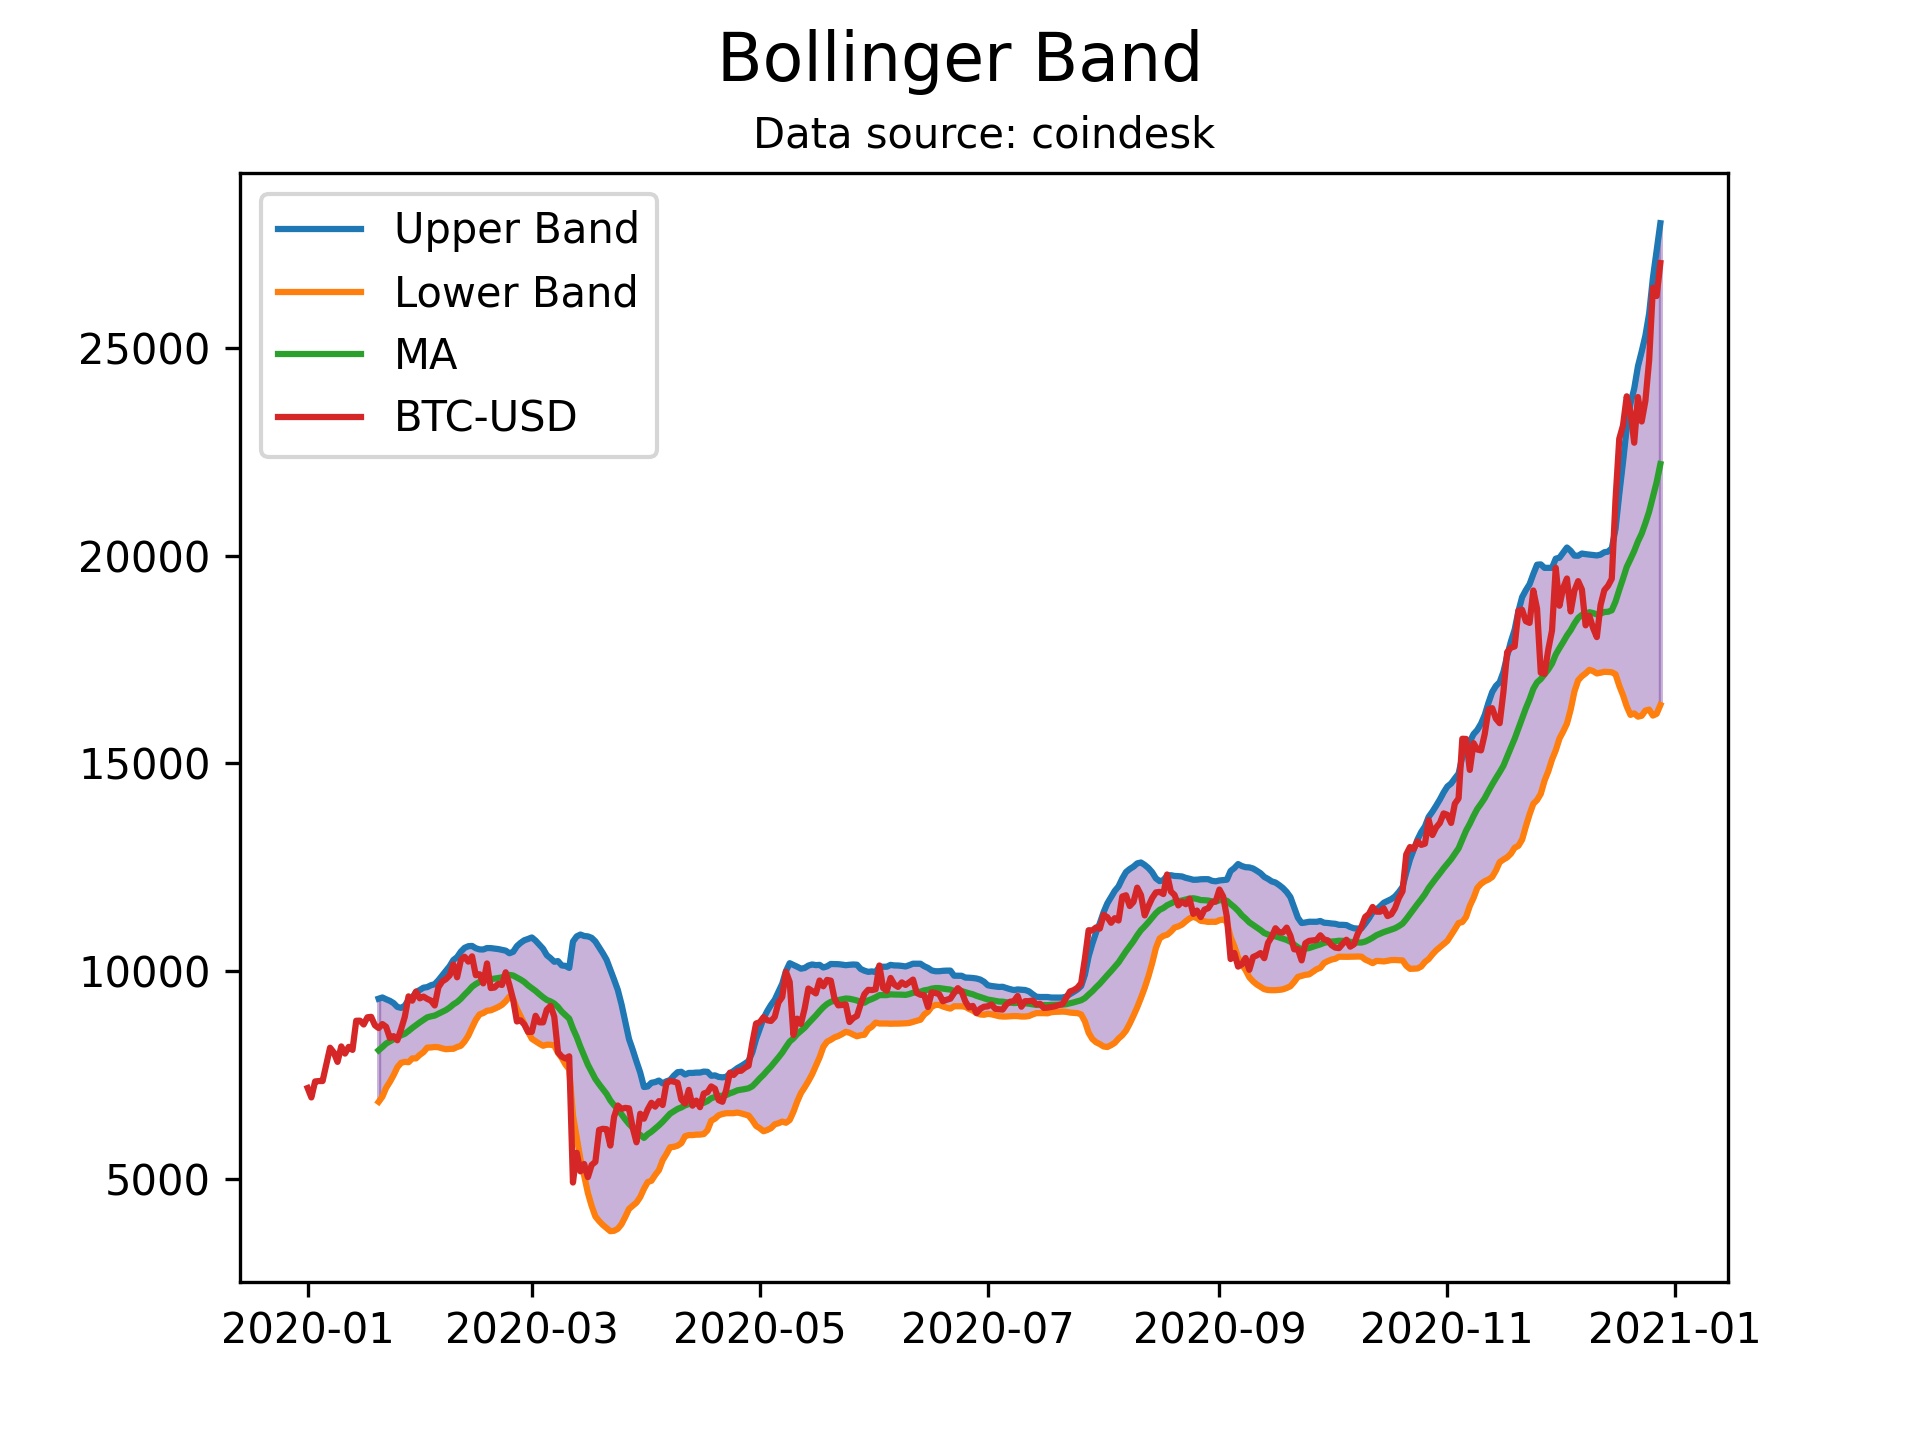 Bollinger Band
Data source: coindesk
Upper Band
Lower Band
MA
BTC-USD
25000
20000
15000
10000
5000
2020-01 2020-03 2020-05 2020-07 2020-09 2020-11 2021-01